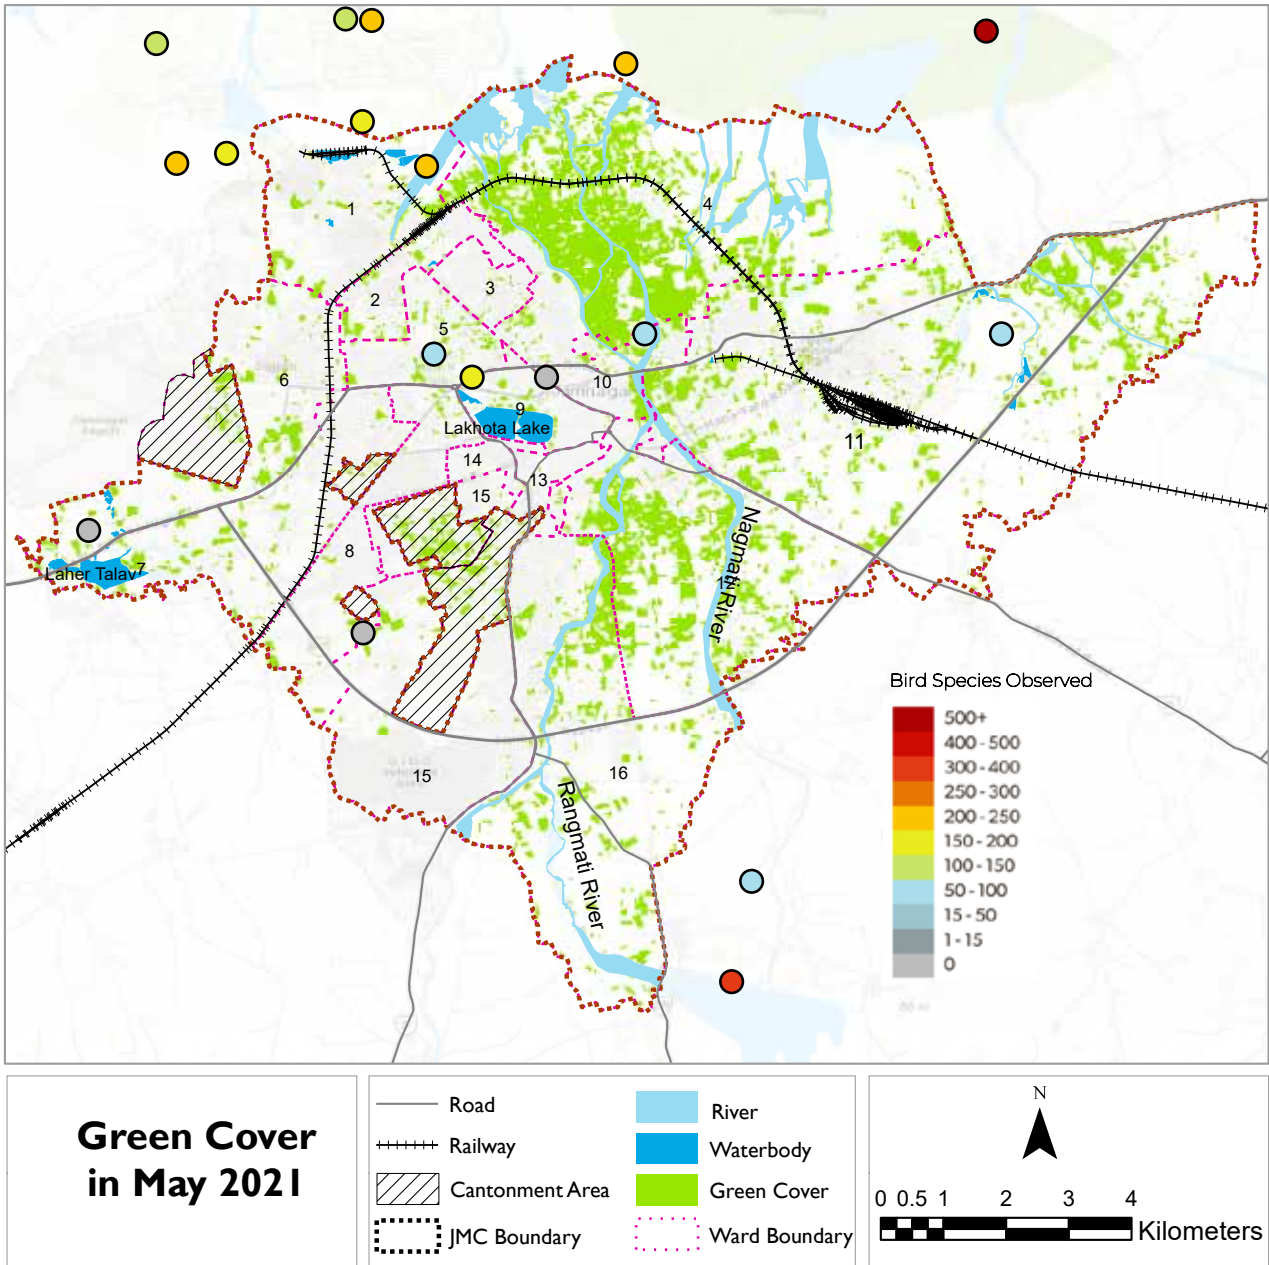 1
4
2
3
5
6
10
9
Lakhota Lake
11
14
13
15
8
Laher Talav
7
Nagmati River
15
16
Rangmati River
Bird Species Observed
500+
400 - 500
300 - 400
250 - 300
200 - 250
150 - 200
100 - 150
50 - 100
15 - 50
1 - 15
0
Green Cover
in May 2021
Road
Railway
Cantonment Area
JMC Boundary
River
Waterbody
Green Cover
Ward Boundary
N
0 0.5 1 2 3 4
Kilometers